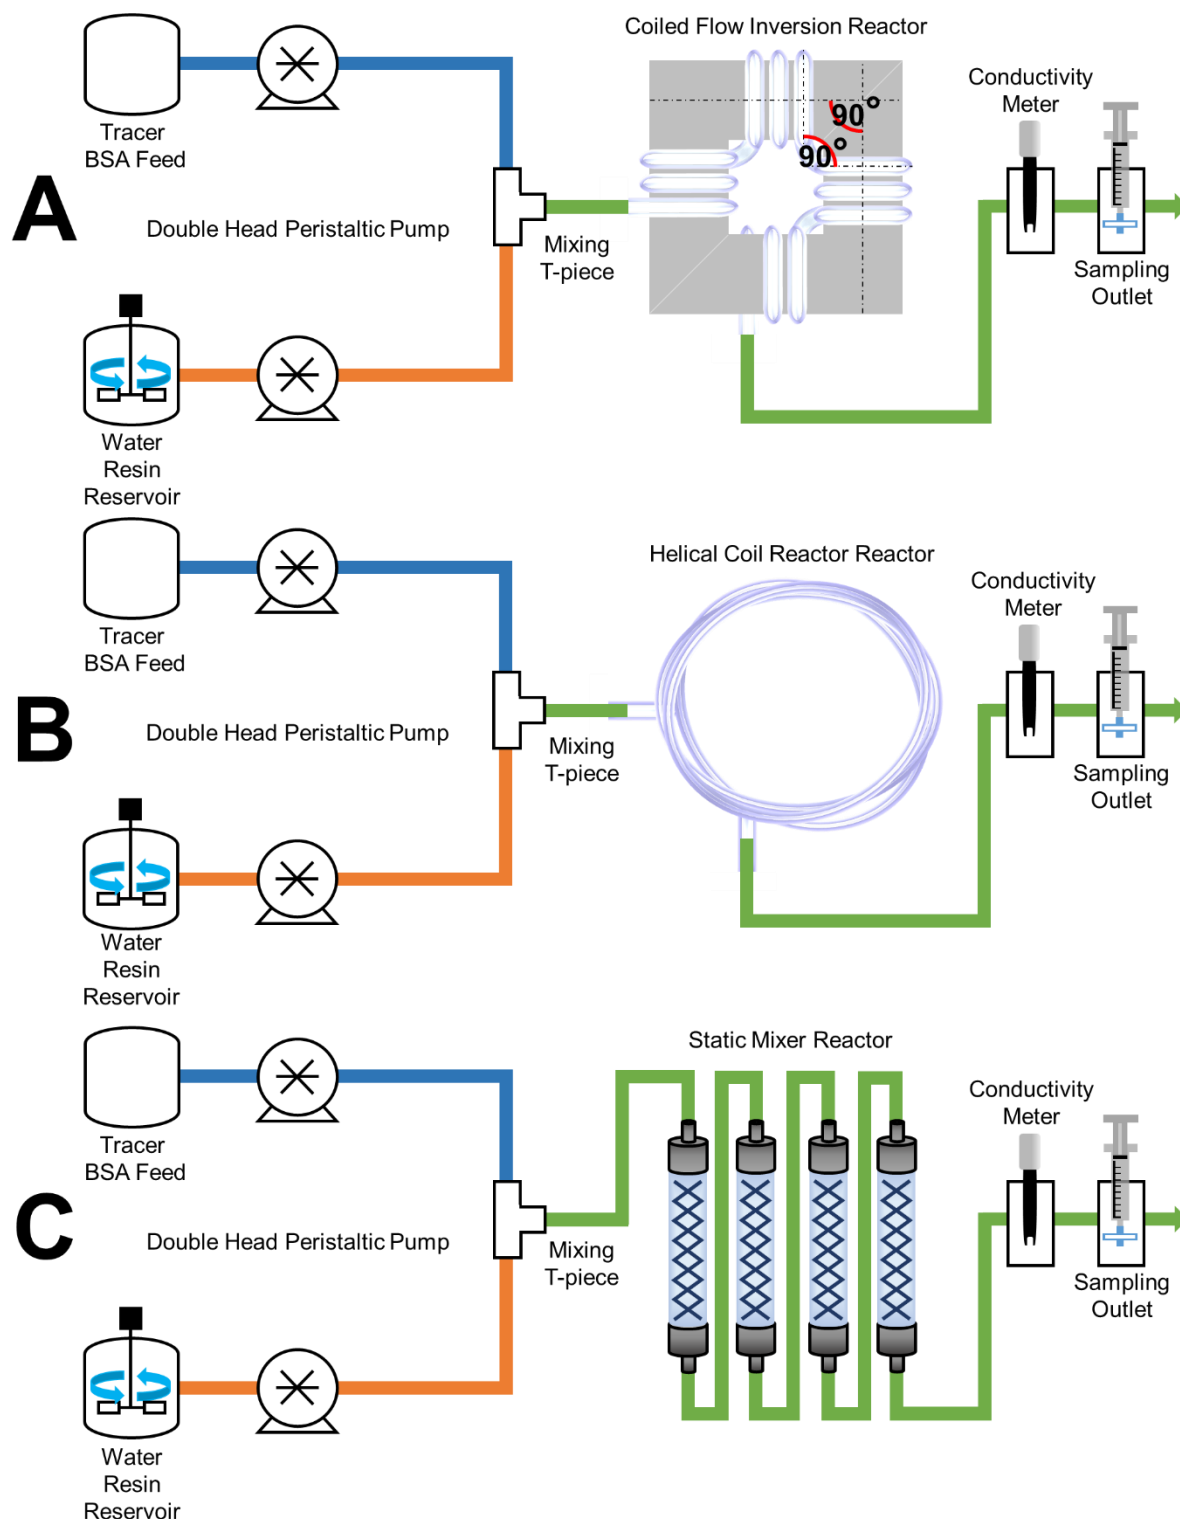 A
Tracer
BSA Feed
Double Head Peristaltic Pump
Water
Resin
Reservoir
Mixing
T-piece
Coiled Flow Inversion Reactor
90°
90°
Conductivity
Meter
Sampling
Outlet
B
Tracer
BSA Feed
Double Head Peristaltic Pump
Water
Resin
Reservoir
Mixing
T-piece
Helical Coil Reactor Reactor
Conductivity
Meter
Sampling
Outlet
C
Tracer
BSA Feed
Double Head Peristaltic Pump
Water
Resin
Reservoir
Mixing
T-piece
Static Mixer Reactor
Conductivity
Meter
Sampling
Outlet